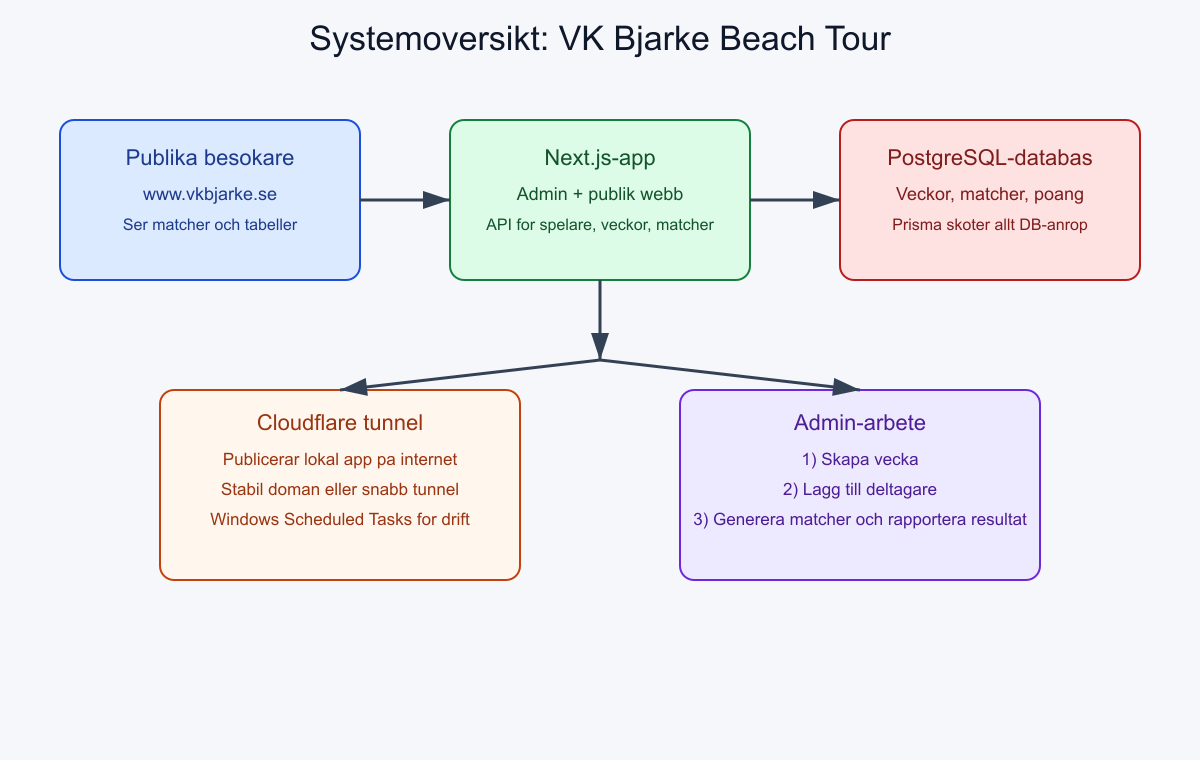 Systemoversikt: VK Bjarke Beach Tour
Publika besokare
www.vkbjarke.se
Ser matcher och tabeller
Next.js-app
Admin + publik webb
API for spelare, veckor, matcher
PostgreSQL-databas
Veckor, matcher, poang
Prisma skoter allt DB-anrop
Cloudflare tunnel
Publicerar lokal app pa internet
Stabil doman eller snabb tunnel
Windows Scheduled Tasks for drift
Admin-arbete
1) Skapa vecka
2) Lagg till deltagare
3) Generera matcher och rapportera resultat